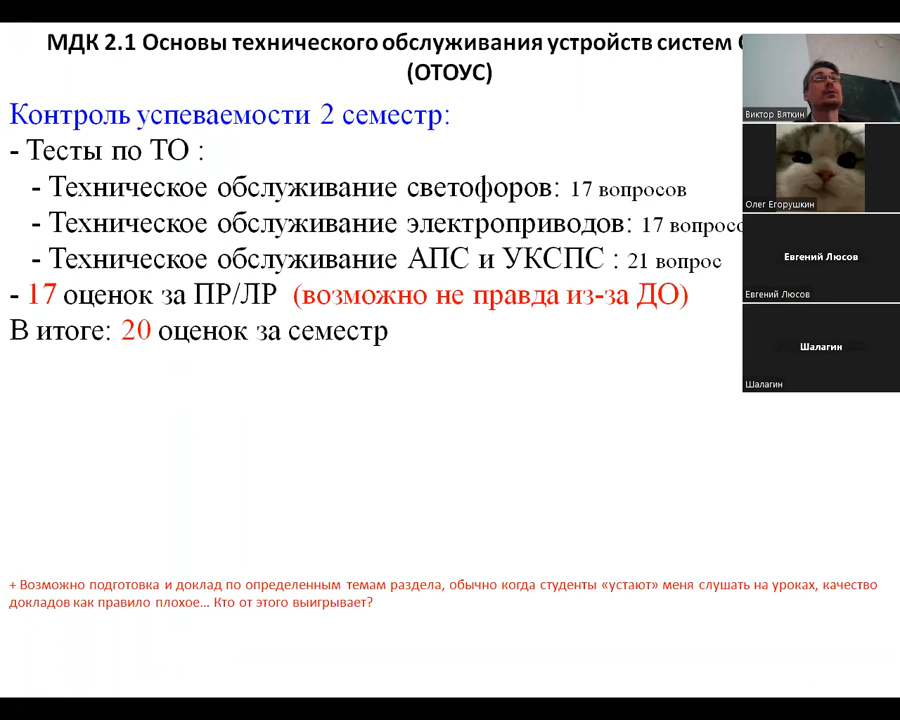 МДК 2.1 Основы технического обслуживания устройств систем
(ОТОУС)
Контроль успеваемости 2 семестр:
- Тесты по ТО :
- Техническое обслуживание светофоров: 17 вопросов
- Техническое обслуживание электроприводов: 17
- Техническое обслуживание АПС и УКСПС : 21 вопрос
- 17 оценок за ПР/ЛР (возможно не правда из-за ДО)
В итоге: 20 оценок за семестр
+ Возможно подготовка и доклад по определенным темам раздела, обычно когда студенты «устают» меня слушать на уроках, качество
докладов как правило плохое... Кто от этого выигрывает?
Виктор Вяткин
Олег Егорушкин
Евгений Люсов
Евгений Люсов
Шалагин
Шалагин